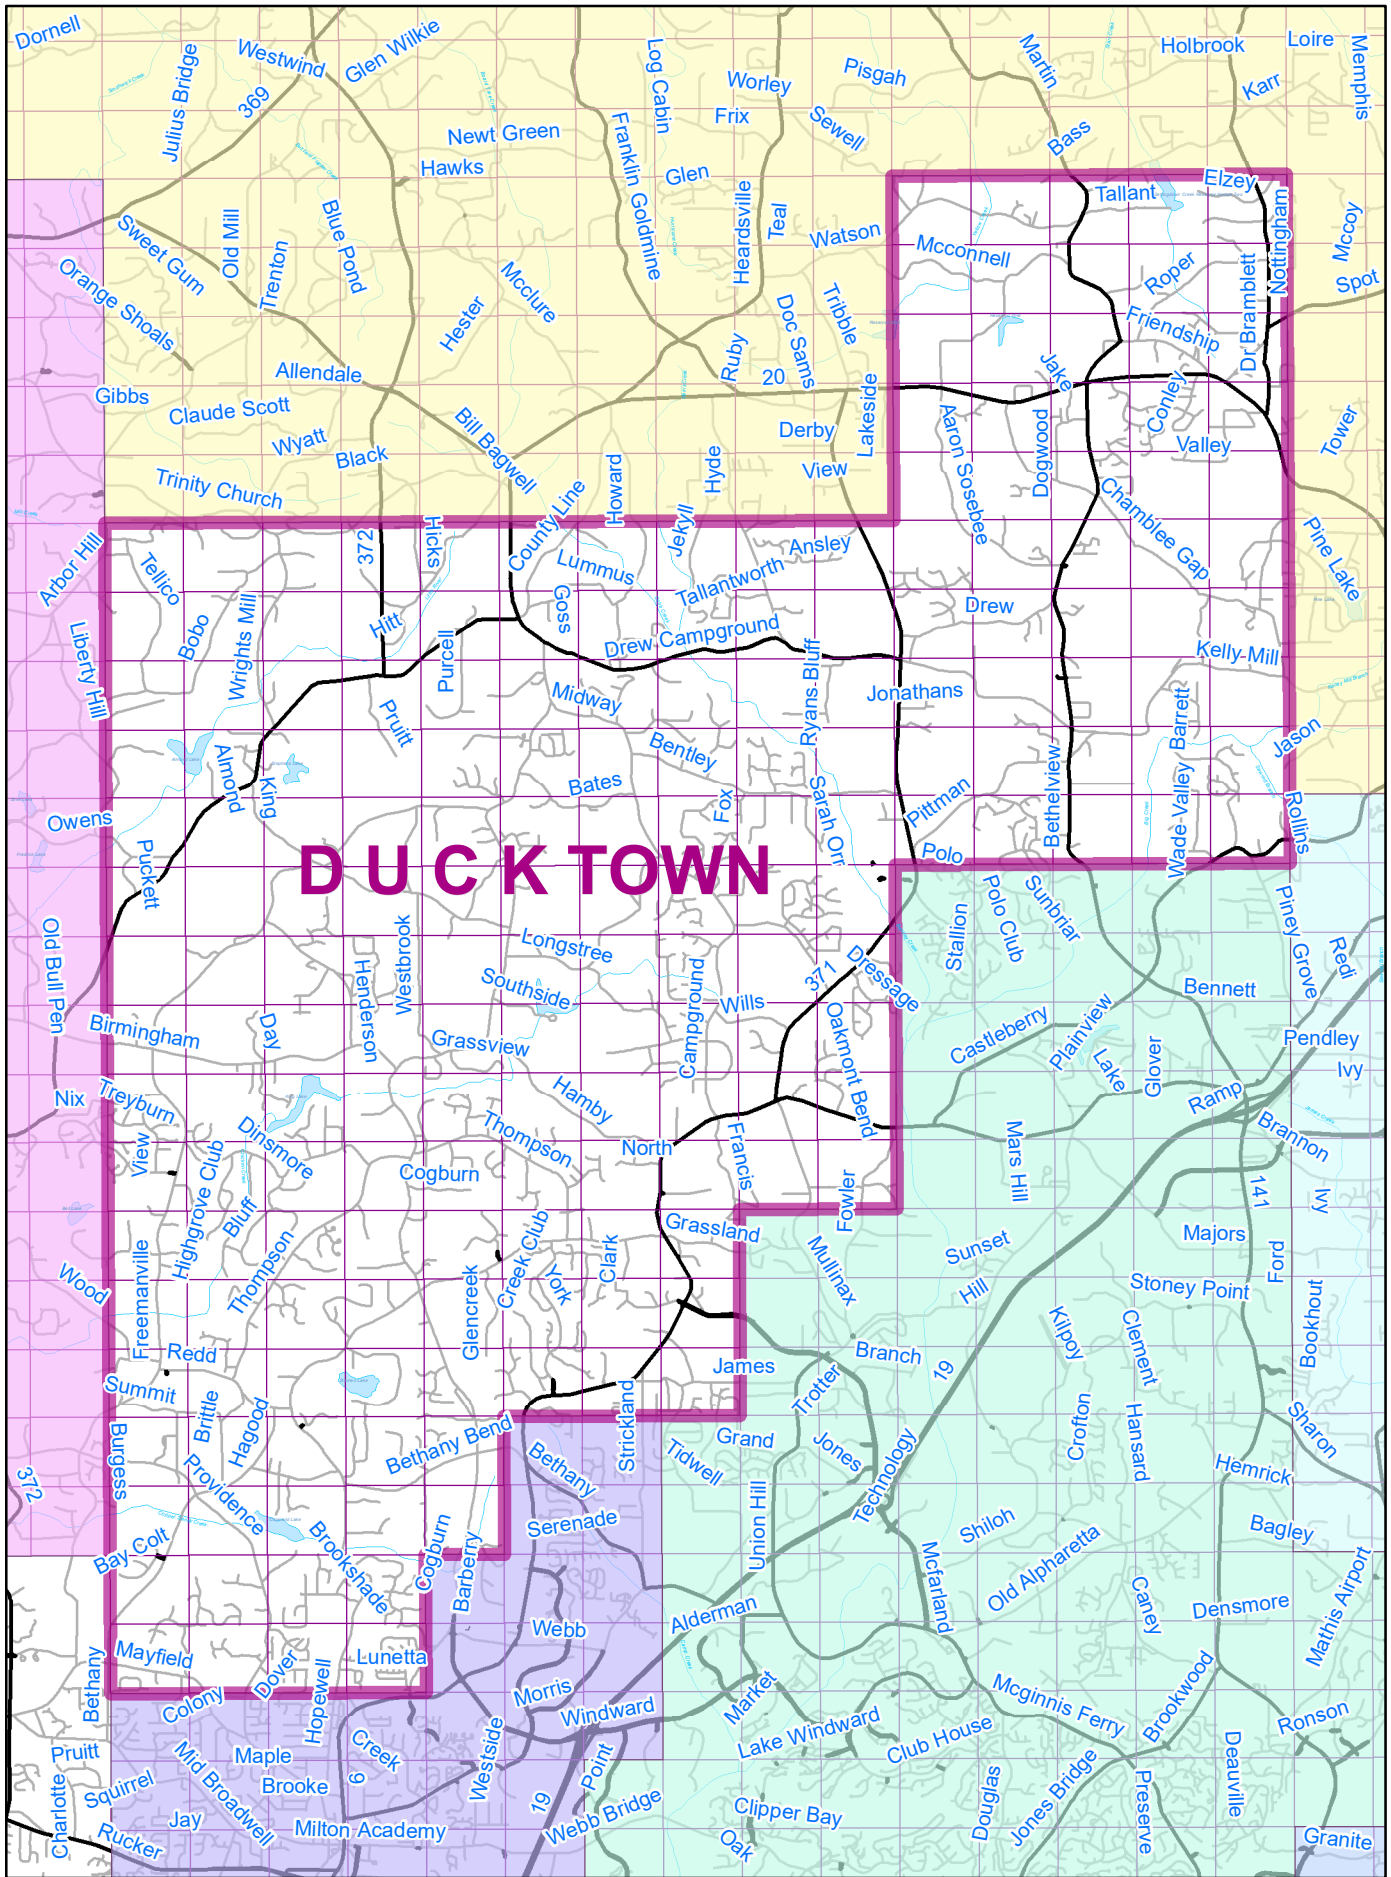 Dornell
Westwind
Glen Wilkie
Julius Bridge
369
Log Cabin
Worley
Pisgah
Martin
Holbrook
Loire
Memphis
Karr
Frix
Sewell
Bass
Newt Green
Hawks
Franklin Goldmine
Glen
Heardsville
Teal
Watson
Tallant
Elzey
Nottingham
Mccoy
Spot
Sweet Gum
Old Mill
Trenton
Blue Pond
Orange Shoals
Hester
Mcclure
Mcconnell
Roper
Friendship
Dr Bramblett
Doc Sams
Tribble
Ruby
20
Lakeside
Jake
Conley
Allendale
Gibbs
Claude Scott
Wyatt
Black
Bill Bagwell
Derby
View
Aaron Sosebee
Dogwood
Valley
Tower
Trinity Church
Howard
Hyde
Chamblee Gap
Pine Lake
Arbor Hill
Tellico
372
Hicks
County Line
Lummus
Jekyll
Ansley
Tallantworth
Drew
Liberty Hill
Bobo
Wrights Mill
Hitt
Purcell
Goss
Drew Campground
Ryans Bluff
Jonathans
Kelly Mill
Pruitt
Midway
Bentley
Barrett
Jason
Almond
King
Bates
Fox
Sarah Orr
Pittman
Bethelview
Wade Valley
Rollins
Owens
Puckett
Polo
DUCKTOWN
Old Bull Pen
Westbrook
Henderson
Longstree
Southside
Campground
Wills
371
Dressage
Stallion
Polo Club
Sunbriar
Piney Grove
Redi
Bennett
Birmingham
Day
Grassview
Oakmont Bend
Castleberry
Plainview
Lake
Glover
Pendley
Ivy
Nix
Treyburn
Hamby
Ramp
Brannon
View
Dinsmore
Thompson
North
Francis
Mars Hill
141
Ivy
Highgrove Club
Bluff
Cogburn
Fowler
Grassland
Majors
Ford
Wood
Freemanville
Thompson
Glencreek
Creek Club
York
Clark
Mullinax
Sunset
Hill
Stoney Point
Bookhout
Redd
Summit
James
Branch
Trotter
19
Kilpoy
Clement
Brittle
Hagood
Burgess
Bethany Bend
Strickland
Bethany
Tidwell
Grand
Jones
Crofton
Hansard
Sharon
Hemrick
372
Providence
Serenade
Union Hill
Technology
Shiloh
Bagley
Bay Colt
Brookshade
Cogburn
Barberry
Mcfarland
Old Alpharetta
Caney
Densmore
Mathis Airport
Alderman
Webb
Mayfield
Lunetta
Bethany
Colony
Dover
Hopewell
Morris
Windward
Market
Mcginnis Ferry
Brookwood
Ronson
Pruitt
Charlotte
Squirrel
Mid Broadwell
Maple
Brooke
Creek
9
Westside
19
Point
Lake Windward
Club House
Douglas
Jones Bridge
Preserve
Deauville
Jay
Rucker
Milton Academy
Webb Bridge
Clipper Bay
Oak
Granite